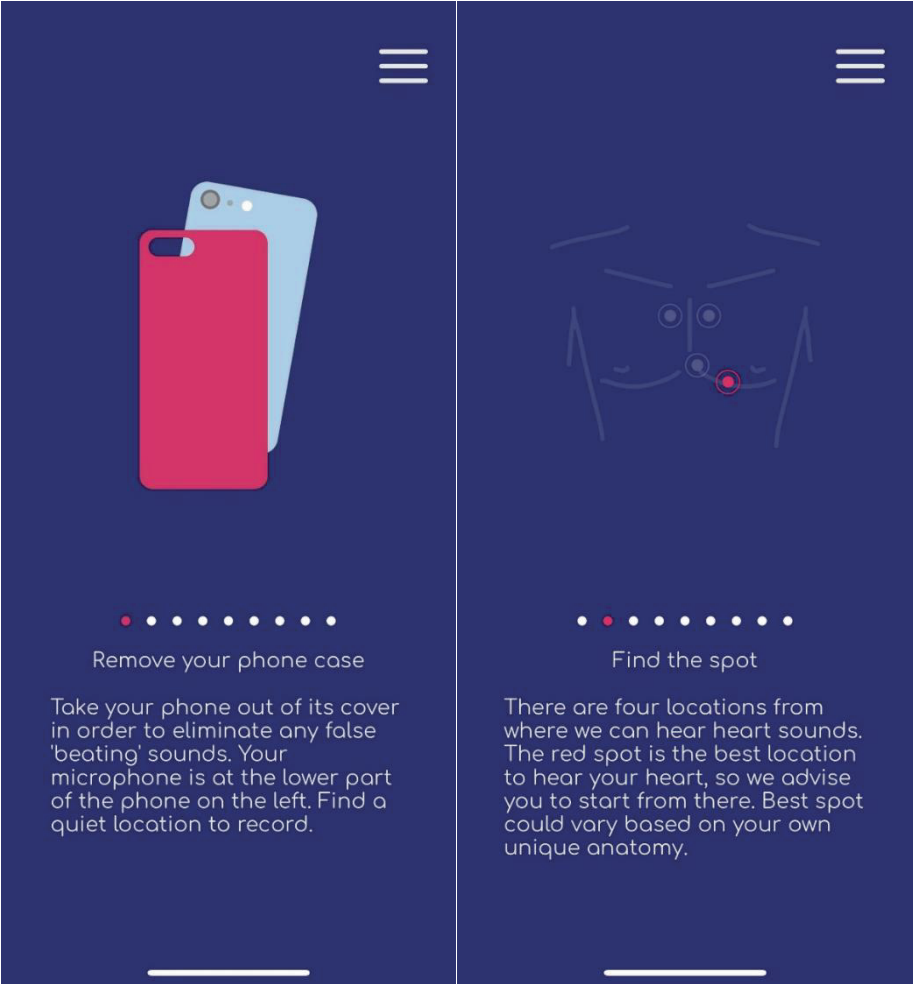 Remove your phone case
Take your phone out of its cover
in order to eliminate any false
'beating' sounds. Your
microphone is at the lower part
of the phone on the left. Find a
quiet location to record.
Find the spot
There are four locations from
where we can hear heart sounds.
The red spot is the best location
to hear your heart, so we advise
you to start from there. Best spot
could vary based on your own
unique anatomy.